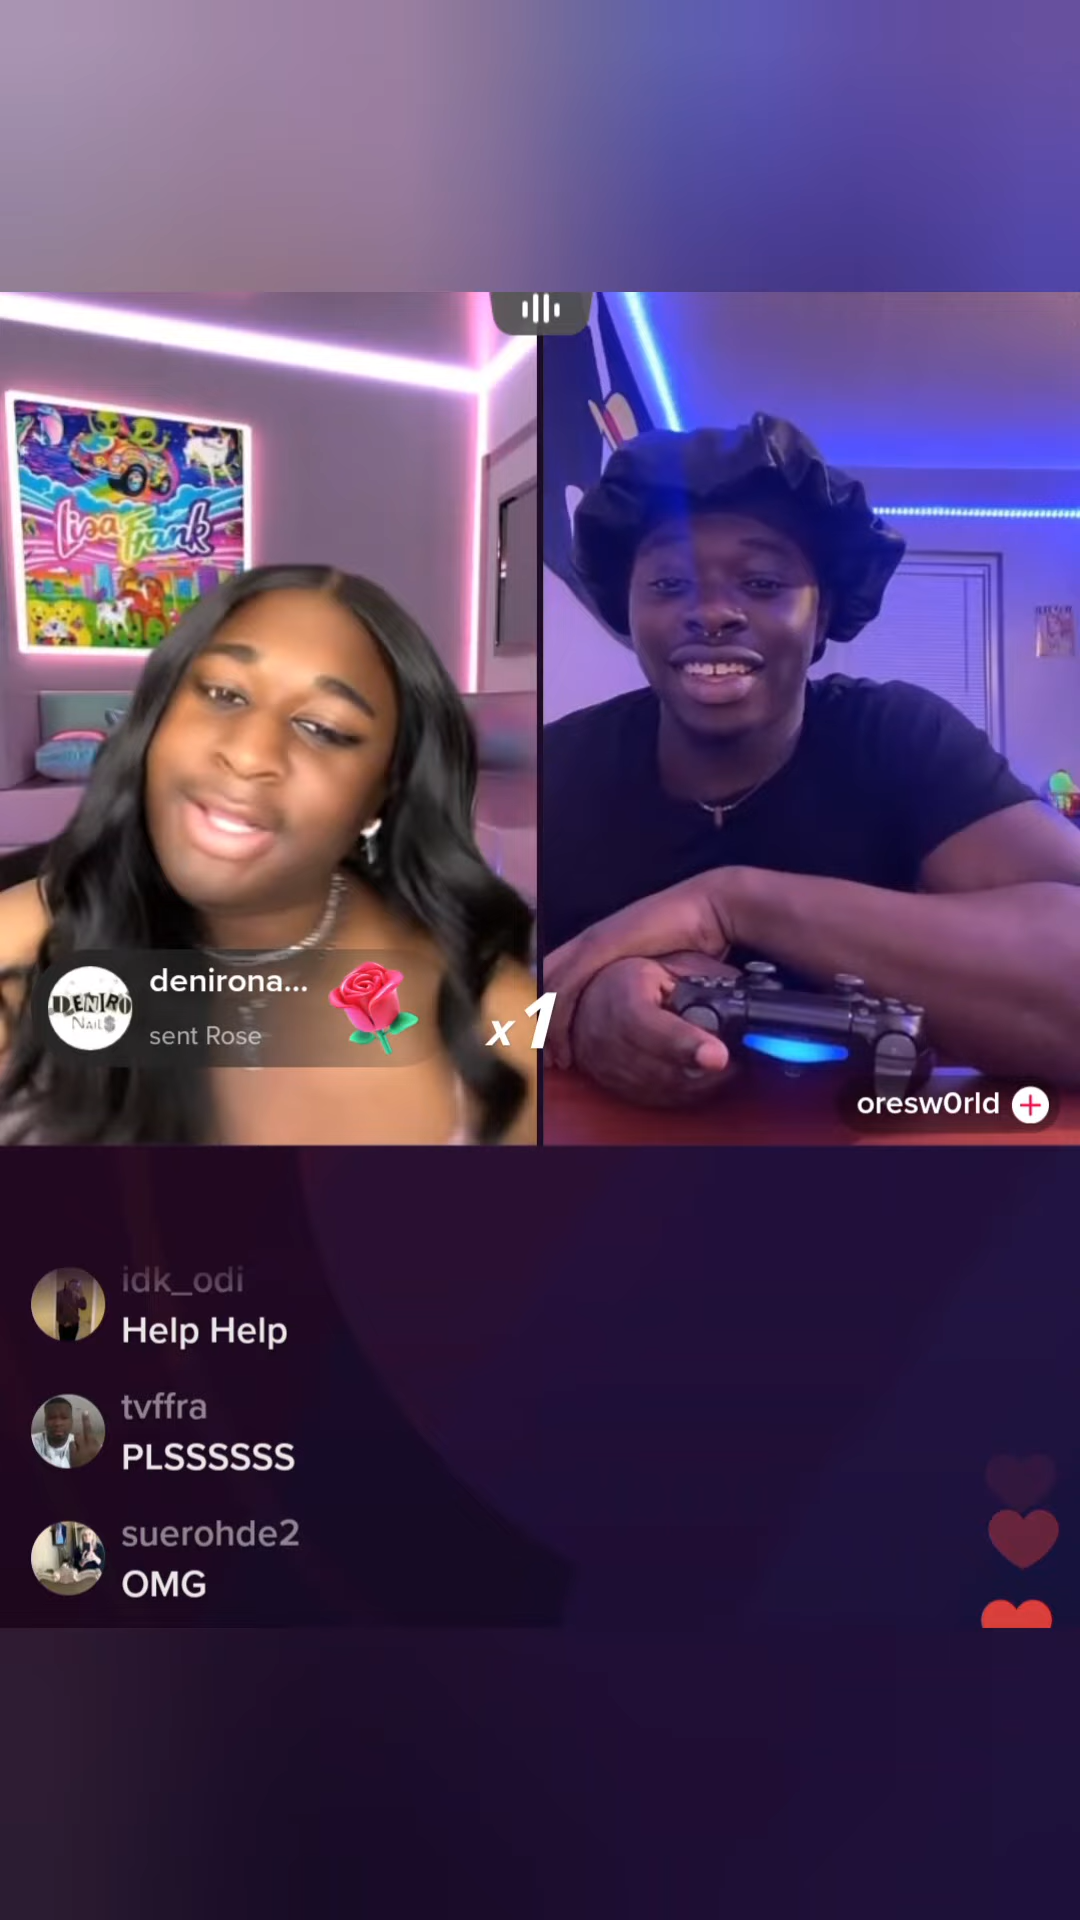 Lisa Frank
DENIRO
NAIL$
denirona...
sent Rose
x1
oresw0rld
idk_odi
Help Help
tvffra
PLSSSSSS
suerohde2
OMG